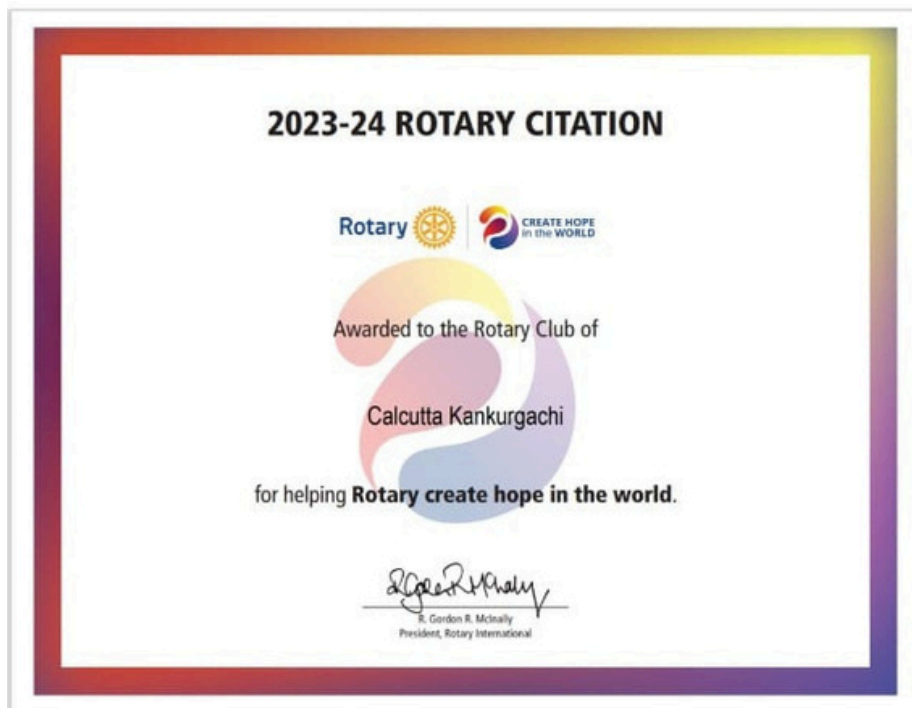 2023-24 ROTARY CITATION
Rotary
CREATE HOPE
in the WORLD
Awarded to the Rotary Club of
Calcutta Kankurgachi
for helping Rotary create hope in the world.
R. Gordon R. McInally
President, Rotary International